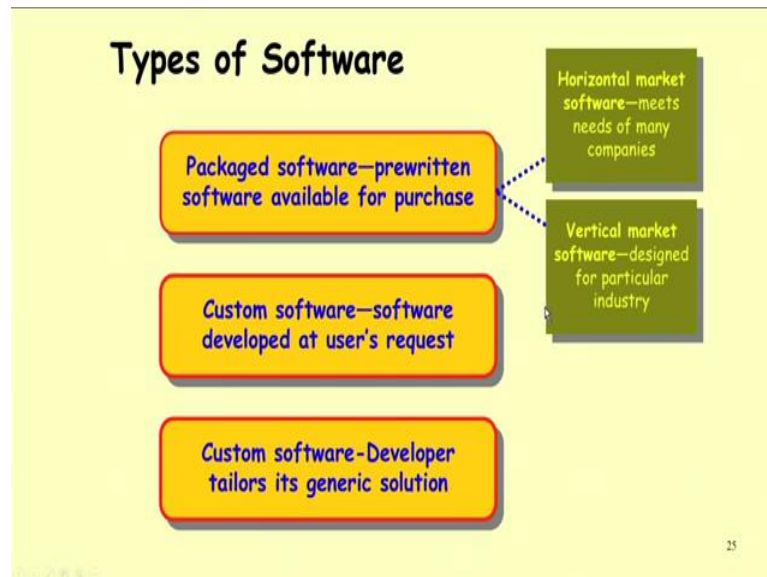 Types of Software
Packaged software—prewritten
software available for purchase
Horizontal market
software—meets
needs of many
companies
Vertical market
software—designed
for particular
industry
Custom software—software
developed at user's request
Custom software-Developer
tailors its generic solution
25